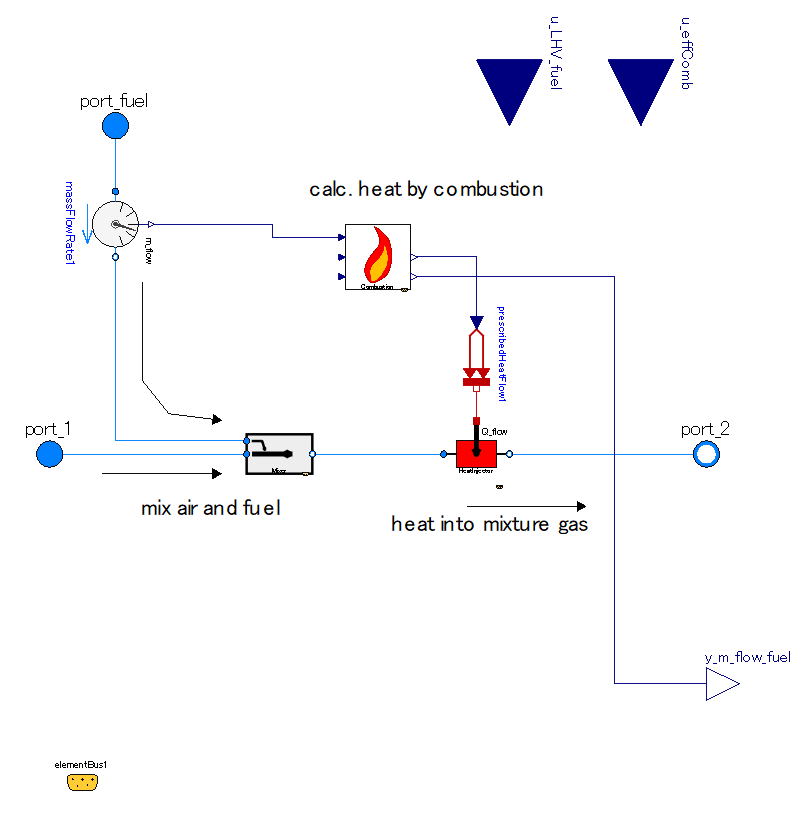 u_LHV_fuel
u_effComb
port_fuel
calc. heat by combustion
massFlowRate1
m_flow
Combustion
prescribedHeatFlow1
port_1
Q_flow
port_2
Mixer
HeatInjector
mix air and fuel
heat into mixture gas
y_m_flow_fuel
elementBus1